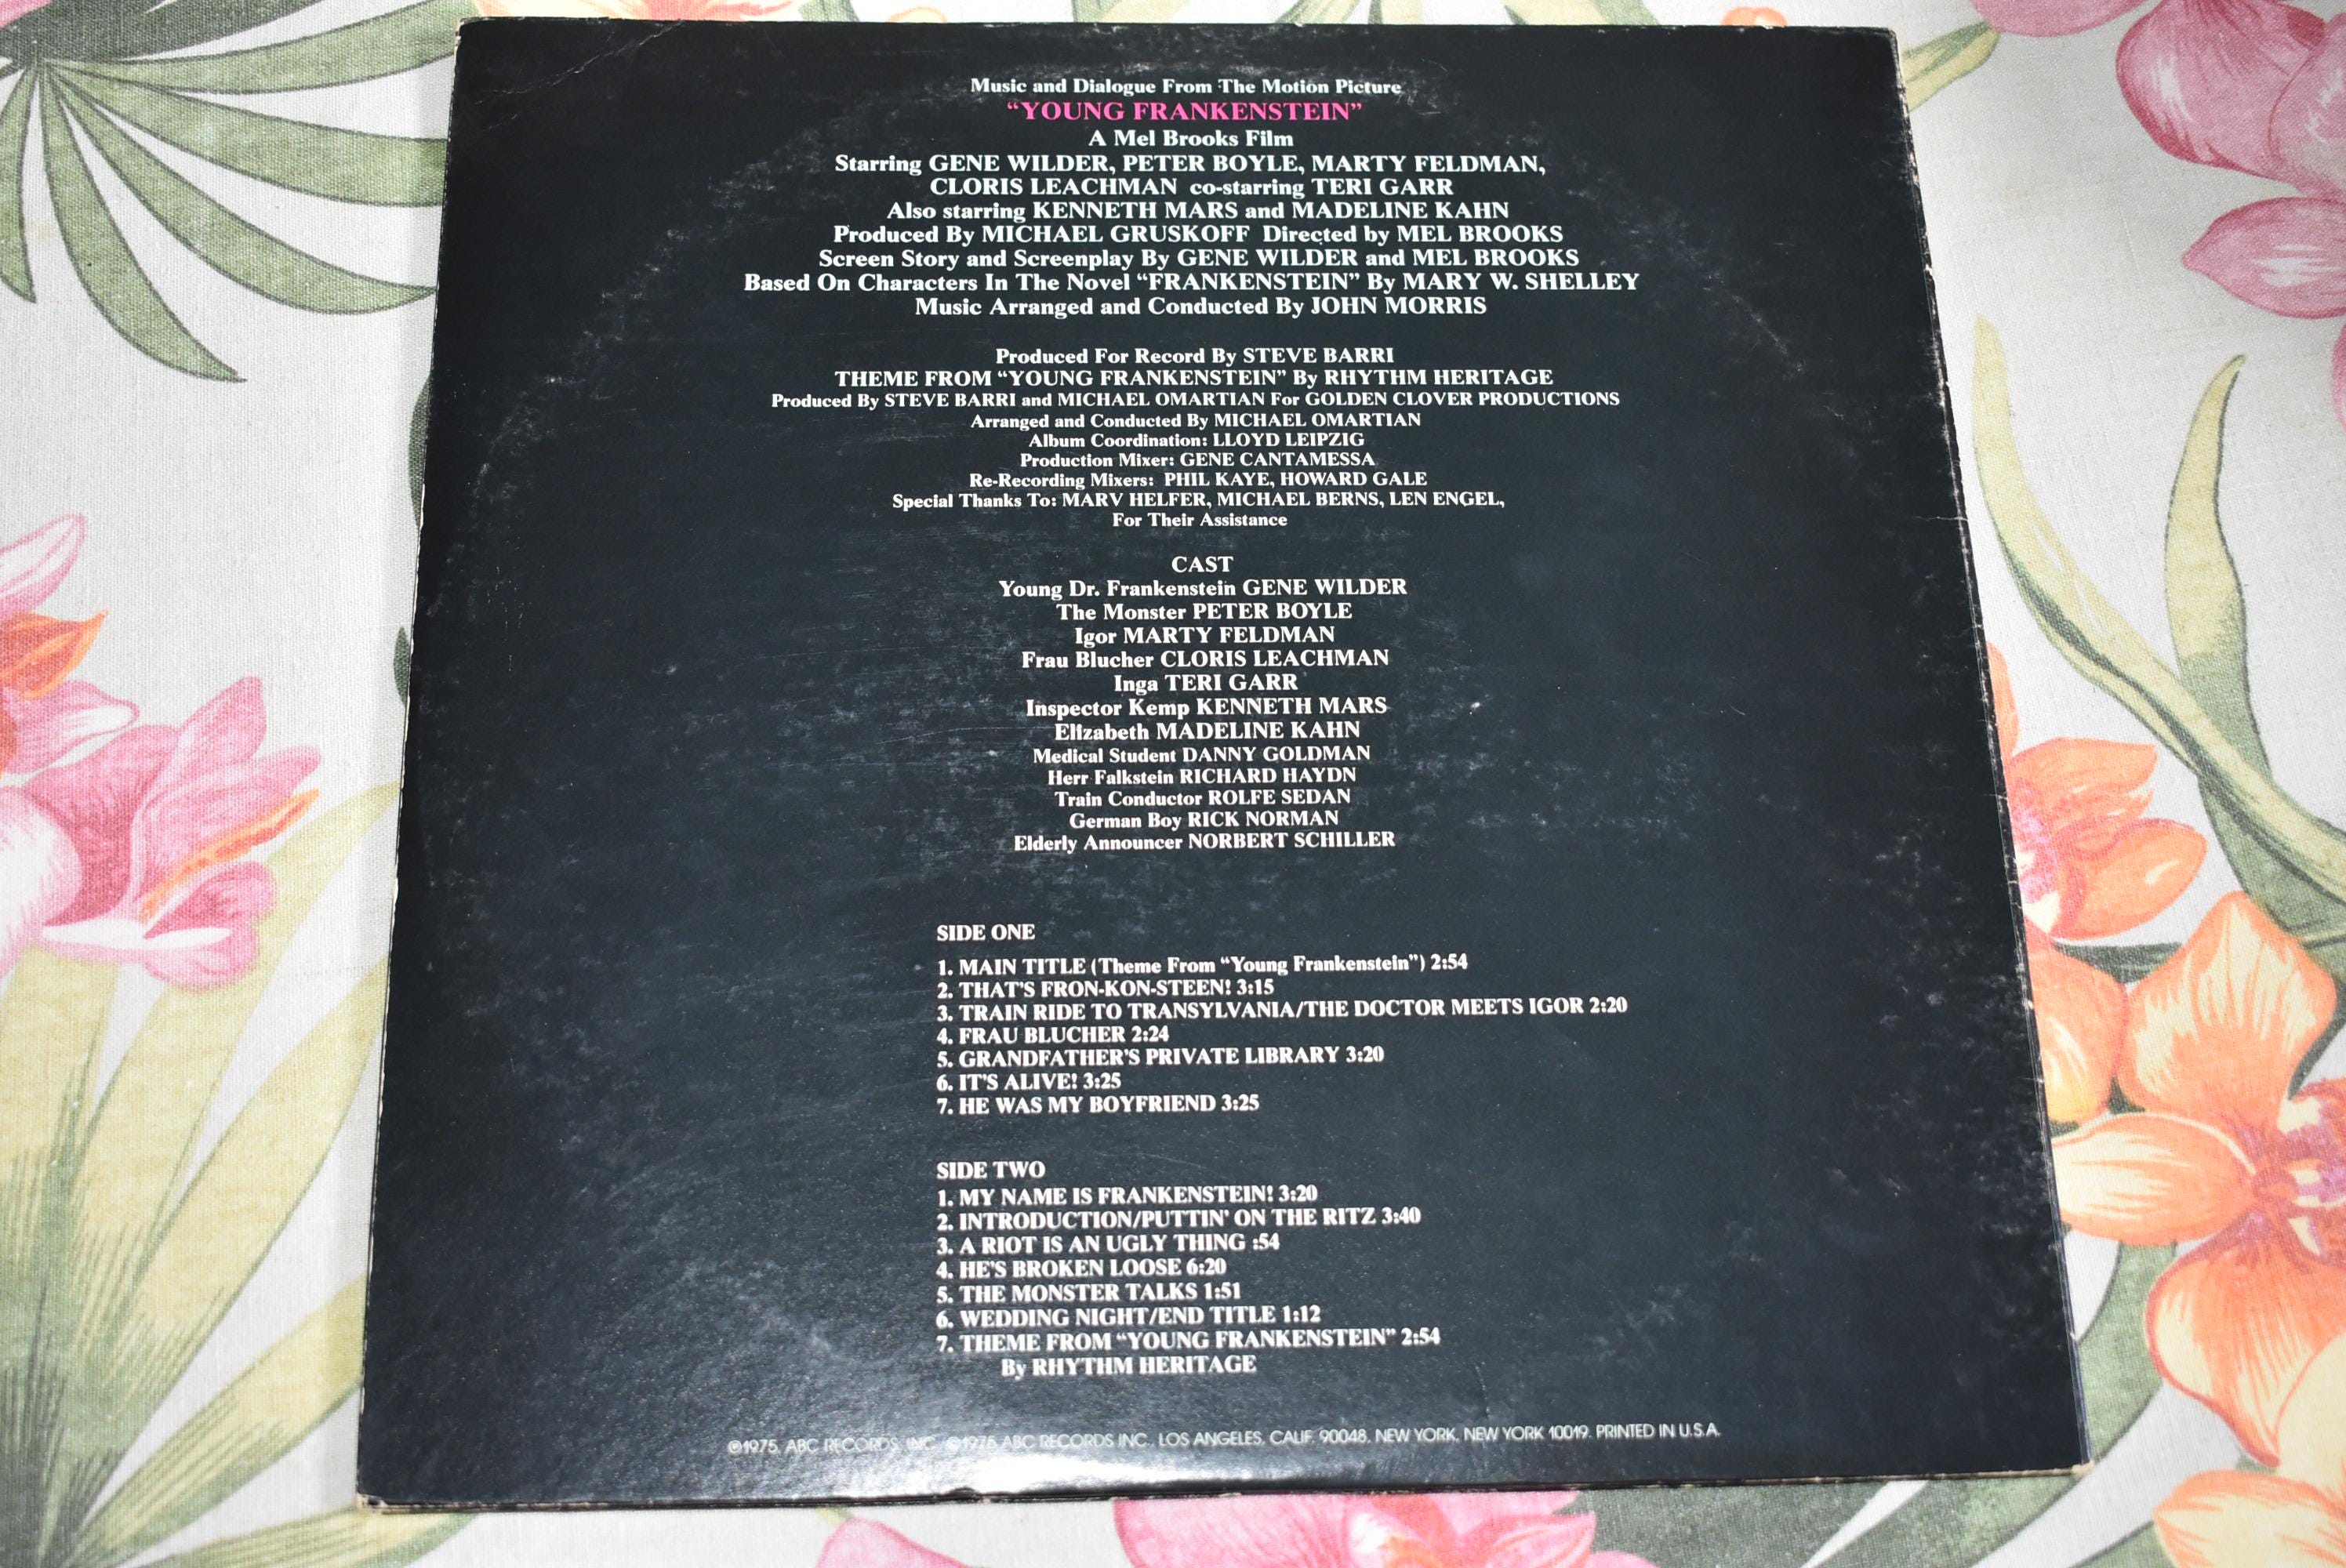 Music and Dialogue From The Motion Picture
“YOUNG FRANKENSTEIN”
A Mel Brooks Film
Starring GENE WILDER, PETER BOYLE, MARTY FELDMAN,
CLORIS LEACHMAN co-starring TERI GARR
Also starring KENNETH MARS and MADELINE KAHN
Produced By MICHAEL GRUSKOFF Directed by MEL BROOKS
Screen Story and Screenplay By GENE WILDER and MEL BROOKS
Based On Characters In The Novel “FRANKENSTEIN” By MARY W. SHELLEY
Music Arranged and Conducted By JOHN MORRIS
Produced For Record By STEVE BARRI
THEME FROM “YOUNG FRANKENSTEIN” By RHYTHM HERITAGE
Produced By STEVE BARRI and MICHAEL OMARTIAN For GOLDEN CLOVER PRODUCTIONS
Arranged and Conducted By MICHAEL OMARTIAN
Album Coordination: LLOYD LEIPZIG
Production Mixer: GENE CANTAMESSA
Re-Recording Mixers: PHIL KAYE, HOWARD GALE
Special Thanks To: MARV HELFER, MICHAEL BERNS, LEN ENGEL,
For Their Assistance
CAST
Young Dr. Frankenstein GENE WILDER
The Monster PETER BOYLE
Igor MARTY FELDMAN
Frau Blucher CLORIS LEACHMAN
Inga TERI GARR
Inspector Kemp KENNETH MARS
Elizabeth MADELINE KAHN
Medical Student DANNY GOLDMAN
Herr Falkstein RICHARD HAYDN
Train Conductor ROLFE SEDAN
German Boy RICK NORMAN
Elderly Announcer NORBERT SCHILLER
SIDE ONE
1. MAIN TITLE (Theme From “Young Frankenstein”) 2:54
2. THAT'S FRON-KON-STEEN! 3:15
3. TRAIN RIDE TO TRANSYLVANIA/THE DOCTOR MEETS IGOR 2:20
4. FRAU BLUCHER 2:24
5. GRANDFATHER'S PRIVATE LIBRARY 3:20
6. IT'S ALIVE! 3:25
7. HE WAS MY BOYFRIEND 3:25
SIDE TWO
1. MY NAME IS FRANKENSTEIN! 3:20
2. INTRODUCTION/PUTTIN' ON THE RITZ 3:40
3. A RIOT IS AN UGLY THING :54
4. HE'S BROKEN LOOSE 6:20
5. THE MONSTER TALKS 1:51
6. WEDDING NIGHT/END TITLE 1:12
7. THEME FROM “YOUNG FRANKENSTEIN” 2:54
By RHYTHM HERITAGE
℗1975, ABC RECORDS, INC. ©1975 ABC RECORDS INC., LOS ANGELES, CALIF. 90048, NEW YORK, NEW YORK 10019. PRINTED IN U.S.A.